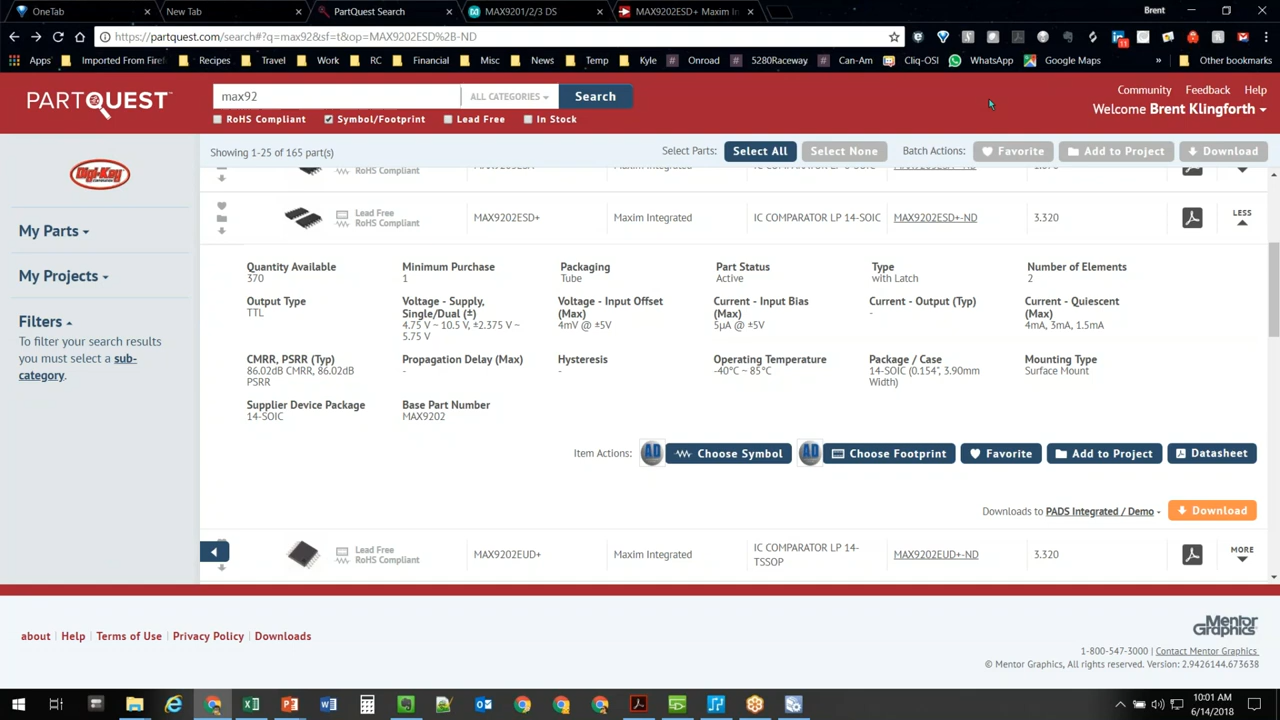 OneTab
New Tab
PartQuest Search
MAX9201/2/3 DS
MAX9202ESD+ Maxim In
Brent
https://partquest.com/search#?q=max92&sf=t&op=MAX9202ESD%2B-ND
Apps
Imported From Firef
Recipes
Travel
Work
RC
Financial
Misc
News
Temp
Kyle
Onroad
5280Raceway
Can-Am
Cliq-OSI
WhatsApp
Google Maps
»
Other bookmarks
PARTQUEST
max92
ALL CATEGORIES
Search
RoHS Compliant
Symbol/Footprint
Lead Free
In Stock
Community
Feedback
Help
Welcome Brent Klingforth
Showing 1-25 of 165 part(s)
Select Parts:
Select All
Select None
Batch Actions:
Favorite
Add to Project
Download
Digi-Key
My Parts
My Projects
Filters
To filter your search results
you must select a sub-
category.
RoHS Compliant
Lead Free
RoHS Compliant
MAX9202ESD+
Maxim Integrated
IC COMPARATOR LP 14-SOIC
MAX9202ESD+-ND
3.320
LESS
Quantity Available
370
Minimum Purchase
1
Packaging
Tube
Part Status
Active
Type
with Latch
Number of Elements
2
Output Type
TTL
Voltage - Supply,
Single/Dual (±)
4.75 V ~ 10.5 V, ±2.375 V ~
5.75 V
Voltage - Input Offset
(Max)
4mV @ ±5V
Current - Input Bias
(Max)
5µA @ ±5V
Current - Output (Typ)
-
Current - Quiescent
(Max)
4mA, 3mA, 1.5mA
CMRR, PSRR (Typ)
86.02dB CMRR, 86.02dB
PSRR
Propagation Delay (Max)
-
Hysteresis
-
Operating Temperature
-40°C ~ 85°C
Package / Case
14-SOIC (0.154", 3.90mm
Width)
Mounting Type
Surface Mount
Supplier Device Package
14-SOIC
Base Part Number
MAX9202
Item Actions:
AD
Choose Symbol
AD
Choose Footprint
Favorite
Add to Project
Datasheet
Downloads to PADS Integrated / Demo
Download
Lead Free
RoHS Compliant
MAX9202EUD+
Maxim Integrated
IC COMPARATOR LP 14-
TSSOP
MAX9202EUD+-ND
3.320
MORE
about | Help | Terms of Use | Privacy Policy | Downloads
Mentor
Graphics
1-800-547-3000 | Contact Mentor Graphics
© Mentor Graphics, All rights reserved. Version: 2.9426144.673638
10:01 AM
6/14/2018